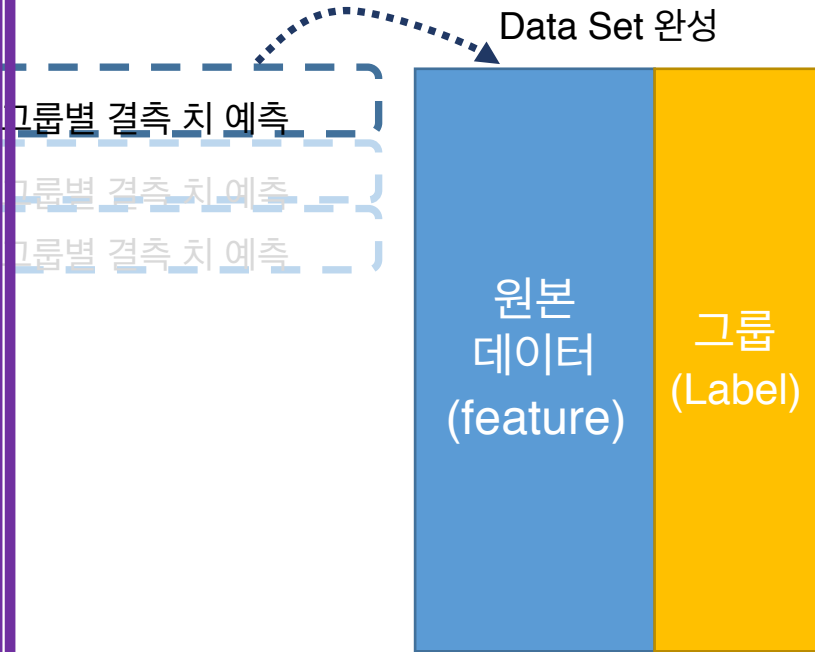 Data Set 완성
그룹별 결측 치 예측
그룹별 결측 치 예측
그룹별 결측 치 예측
원본
데이터
(feature)
그룹
(Label)